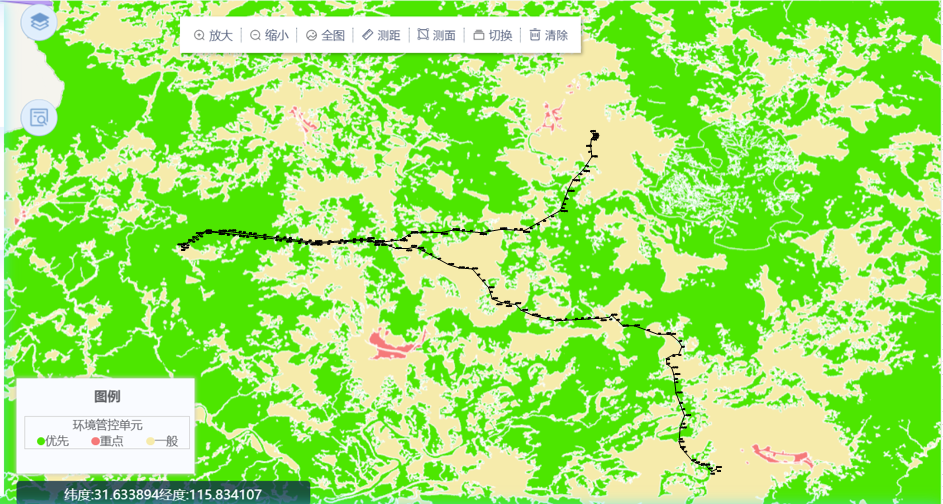 放大 缩小 全图 测距 测面 切换 清除
图例
环境管控单元
优先 重点 一般
纬度:31.633894经度:115.834107